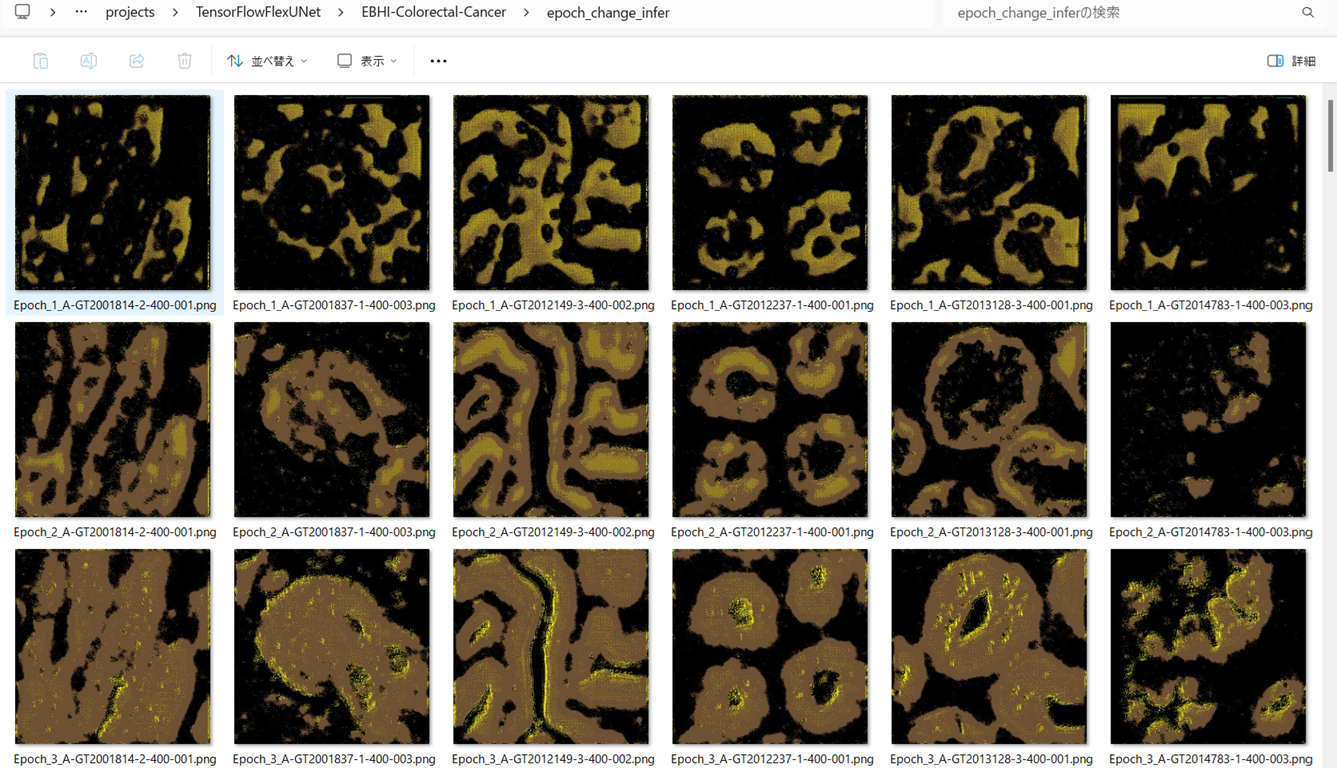 ··· projects TensorFlowFlexUNet EBHI-Colorectal-Cancer epoch_change_infer epoch_change_inferの検索
並べ替え 表示 ··· 詳細
Epoch_1_A-GT2001814-2-400-001.png Epoch_1_A-GT2001837-1-400-003.png Epoch_1_A-GT2012149-3-400-002.png Epoch_1_A-GT2012237-1-400-001.png Epoch_1_A-GT2013128-3-400-001.png Epoch_1_A-GT2014783-1-400-003.png
Epoch_2_A-GT2001814-2-400-001.png Epoch_2_A-GT2001837-1-400-003.png Epoch_2_A-GT2012149-3-400-002.png Epoch_2_A-GT2012237-1-400-001.png Epoch_2_A-GT2013128-3-400-001.png Epoch_2_A-GT2014783-1-400-003.png
Epoch_3_A-GT2001814-2-400-001.png Epoch_3_A-GT2001837-1-400-003.png Epoch_3_A-GT2012149-3-400-002.png Epoch_3_A-GT2012237-1-400-001.png Epoch_3_A-GT2013128-3-400-001.png Epoch_3_A-GT2014783-1-400-003.png